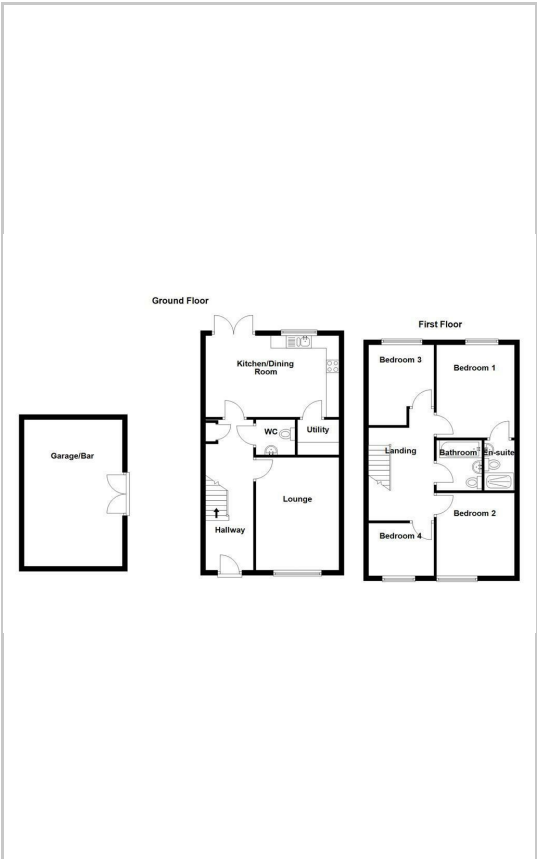 Ground Floor
First Floor
Kitchen/Dining
Room
Bedroom 3
Bedroom 1
WC
Utility
Garage/Bar
Landing
Bathroom
En-suite
Lounge
Bedroom 2
Hallway
Bedroom 4